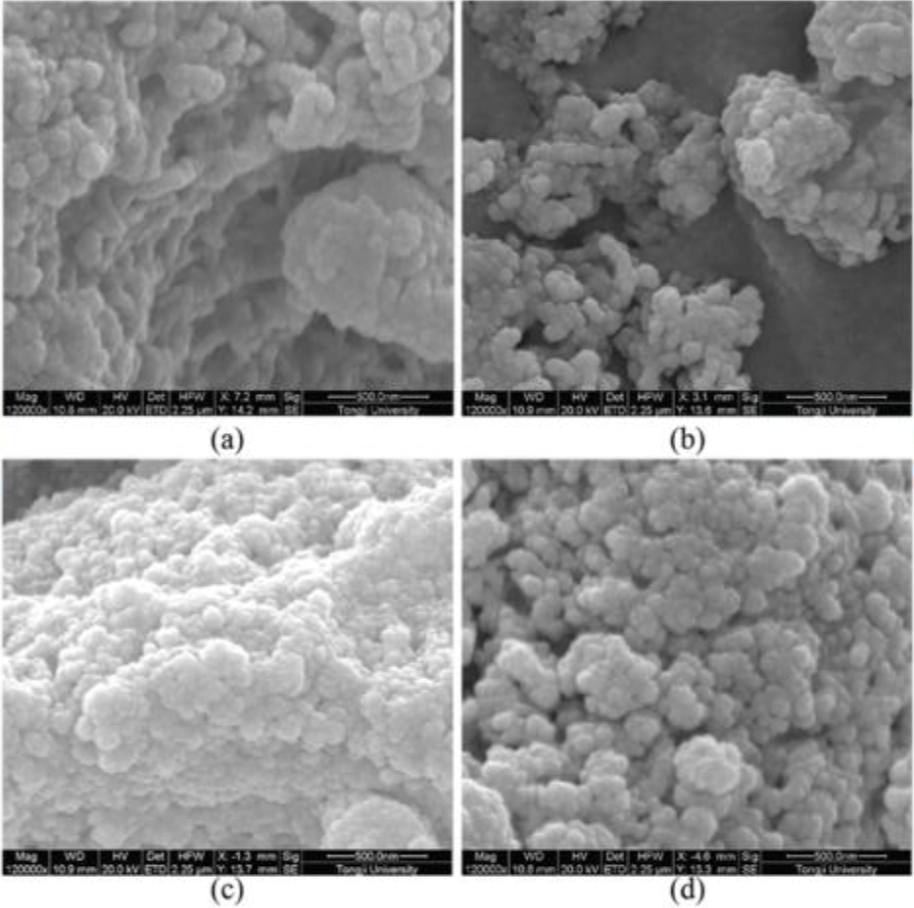 Mag WD HV Det HFW X: 7.2 mm Sig 500.0nm
120000x 10.8 mm 20.0 kV ETD 2.25 µm Y: 14.2 mm SE Tongji University
(a)
Mag WD HV Det HFW X: 3.1 mm Sig 500.0nm
120000x 10.9 mm 20.0 kV ETD 2.25 µm Y: 13.6 mm SE Tongji University
(b)
Mag WD HV Det HFW X: -1.3 mm Sig 500.0nm
120000x 10.9 mm 20.0 kV ETD 2.25 µm Y: 13.7 mm SE Tongji University
(c)
Mag WD HV Det HFW X: -4.6 mm Sig 500.0nm
120000x 10.8 mm 20.0 kV ETD 2.25 µm Y: 13.3 mm SE Tongji University
(d)